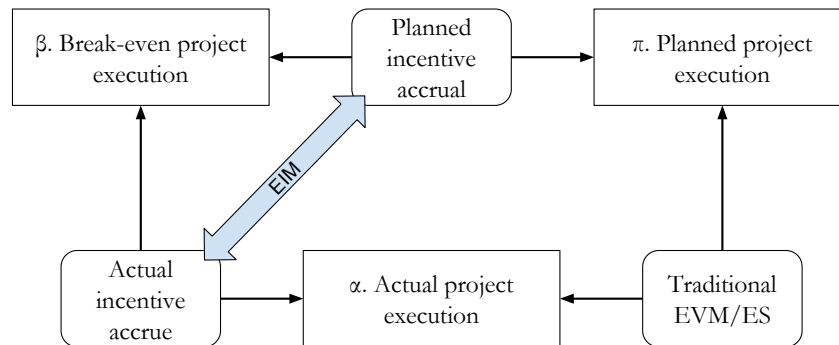 β. Break-even project
execution
Planned
incentive
accrual
π. Planned project
execution
EIM
Actual
incentive
accrue
α. Actual project
execution
Traditional
EVM/ES